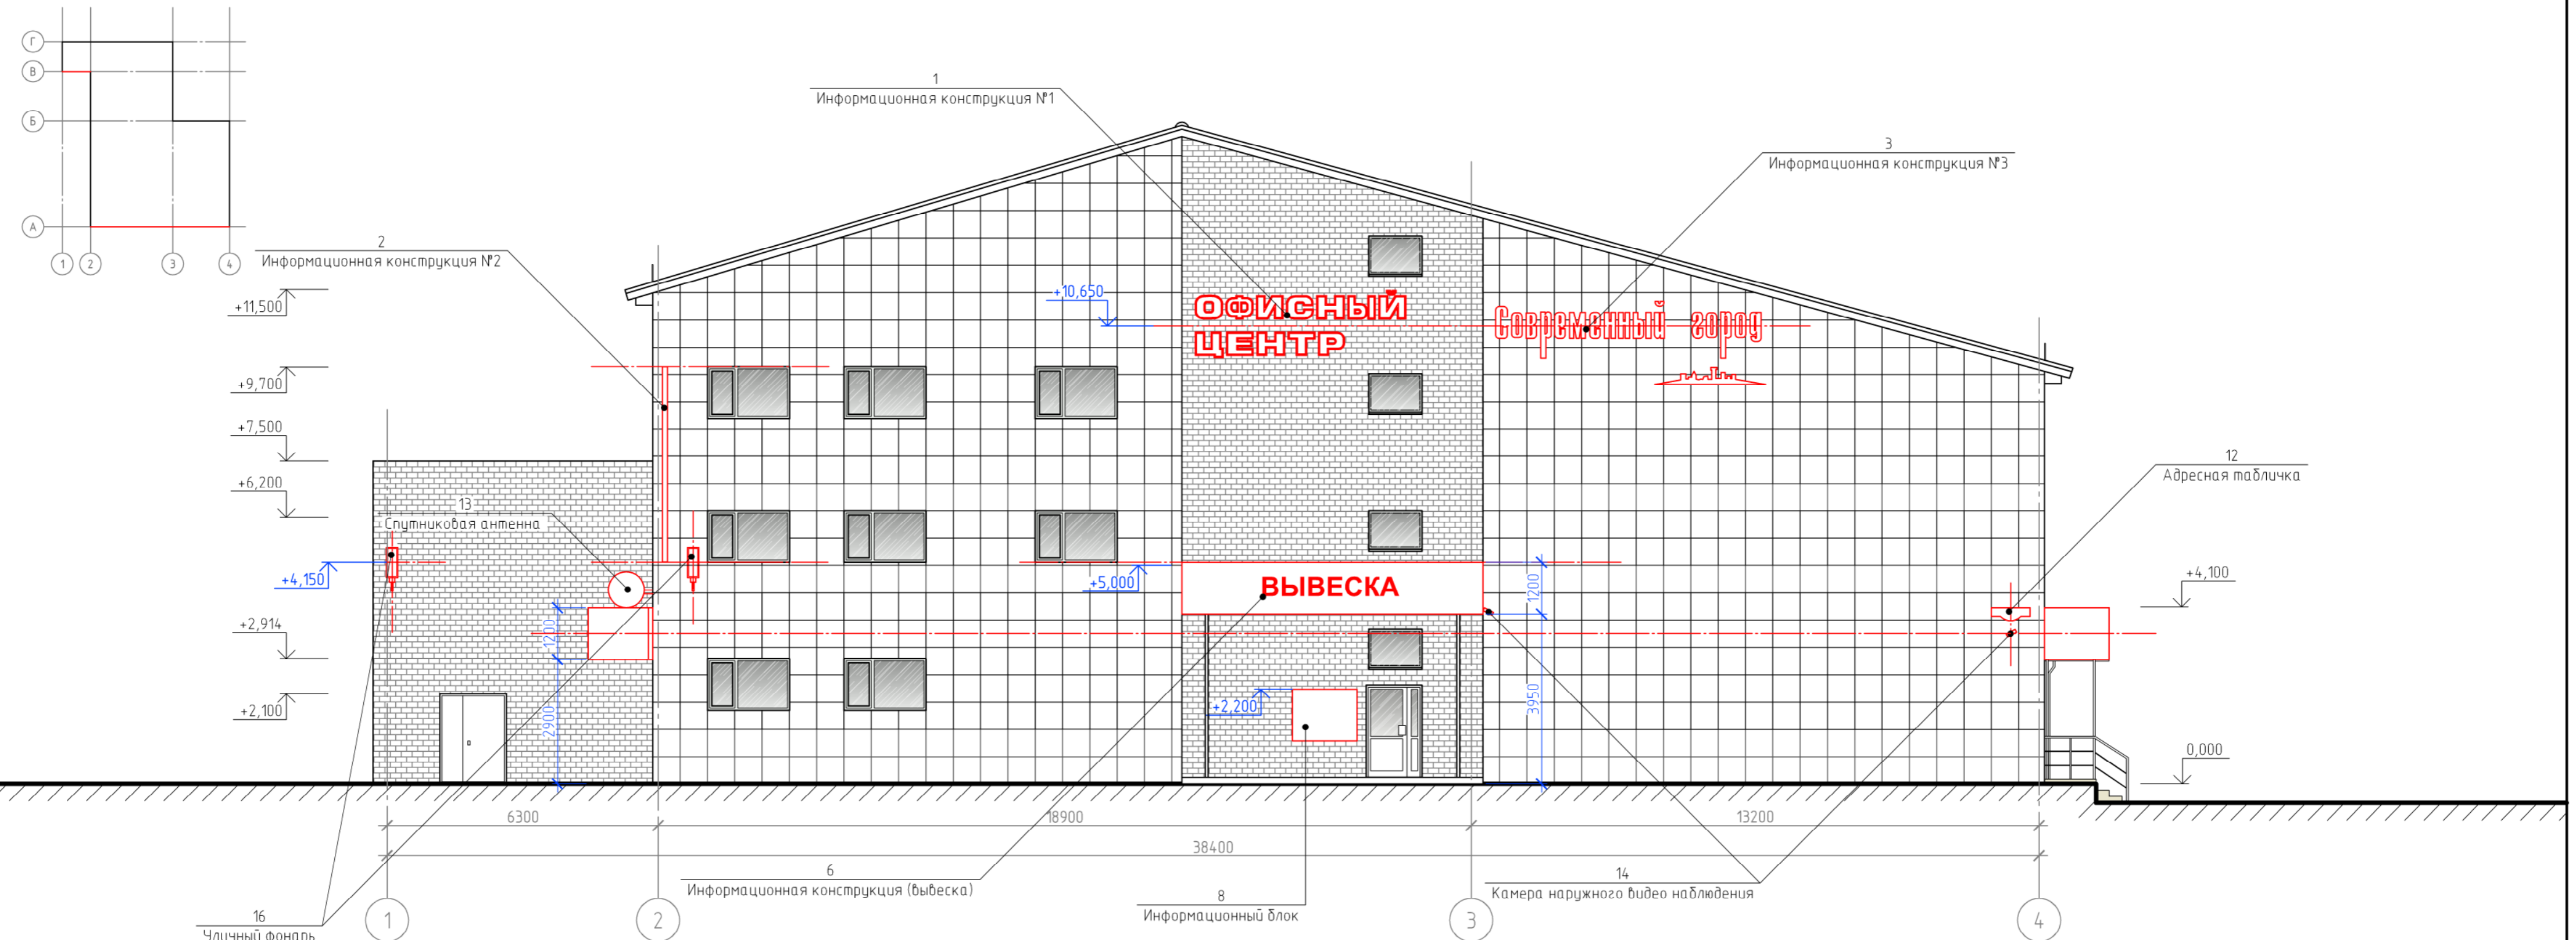 Г
В
Б
А
1
2
3
4
1
Информационная конструкция №1
3
Информационная конструкция №3
2
Информационная конструкция №2
+11,500
+9,700
+7,500
+6,200
+4,150
+2,914
+2,100
+10,650
ОФИСНЫЙ
ЦЕНТР
Современный город
12
Адресная табличка
13
Спутниковая антенна
+5,000
ВЫВЕСКА
1200
3950
1200
2900
+2,200
+4,100
0,000
6300
18900
13200
38400
6
Информационная конструкция (вывеска)
8
Информационный блок
14
Камера наружного видео наблюдения
16
Уличный фонарь
1
2
3
4